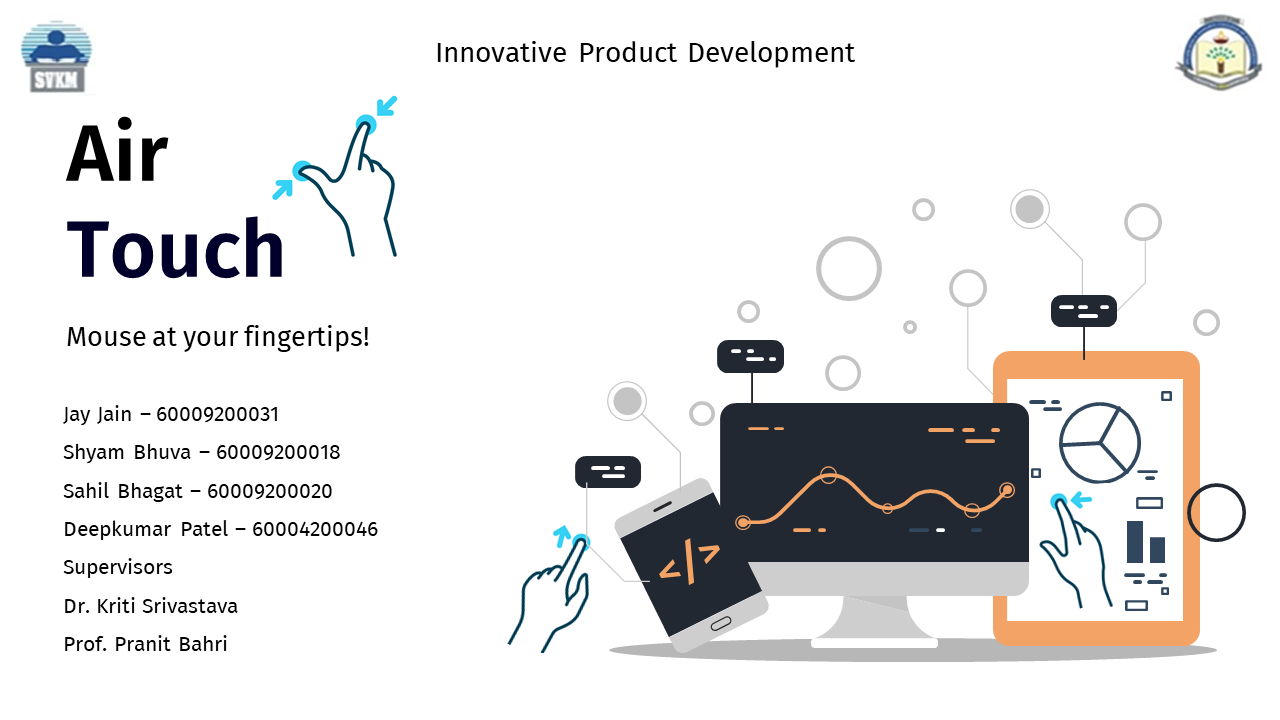 SVKM
Innovative Product Development
Air
Touch
Mouse at your fingertips!
Jay Jain – 60009200031
Shyam Bhuva – 60009200018
Sahil Bhagat – 60009200020
Deepkumar Patel – 60004200046
Supervisors
Dr. Kriti Srivastava
Prof. Pranit Bahri
</>